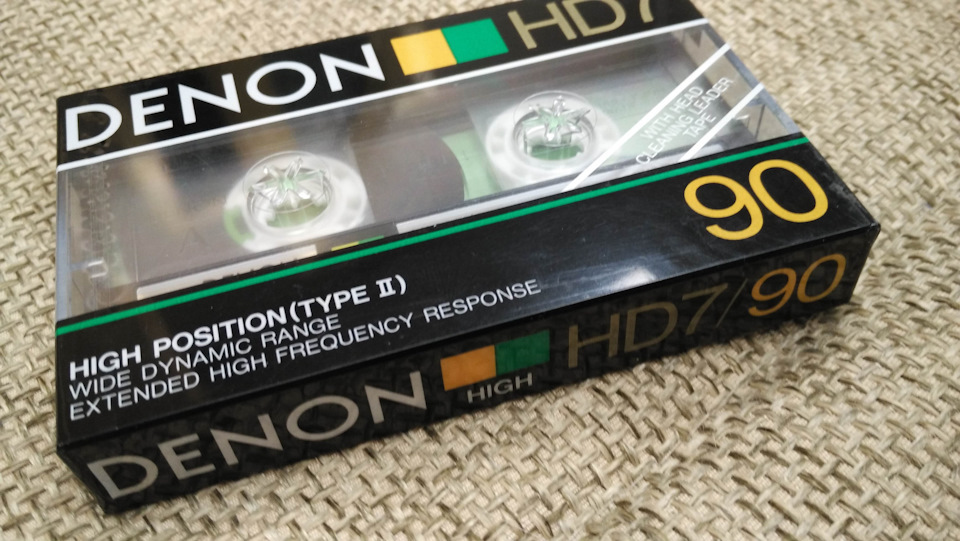 DENON HD7
WITH HEAD
CLEANING LEADER
TAPE
90
HIGH POSITION (TYPE II)
WIDE DYNAMIC RANGE
EXTENDED HIGH FREQUENCY RESPONSE
DENON HIGH HD7/90